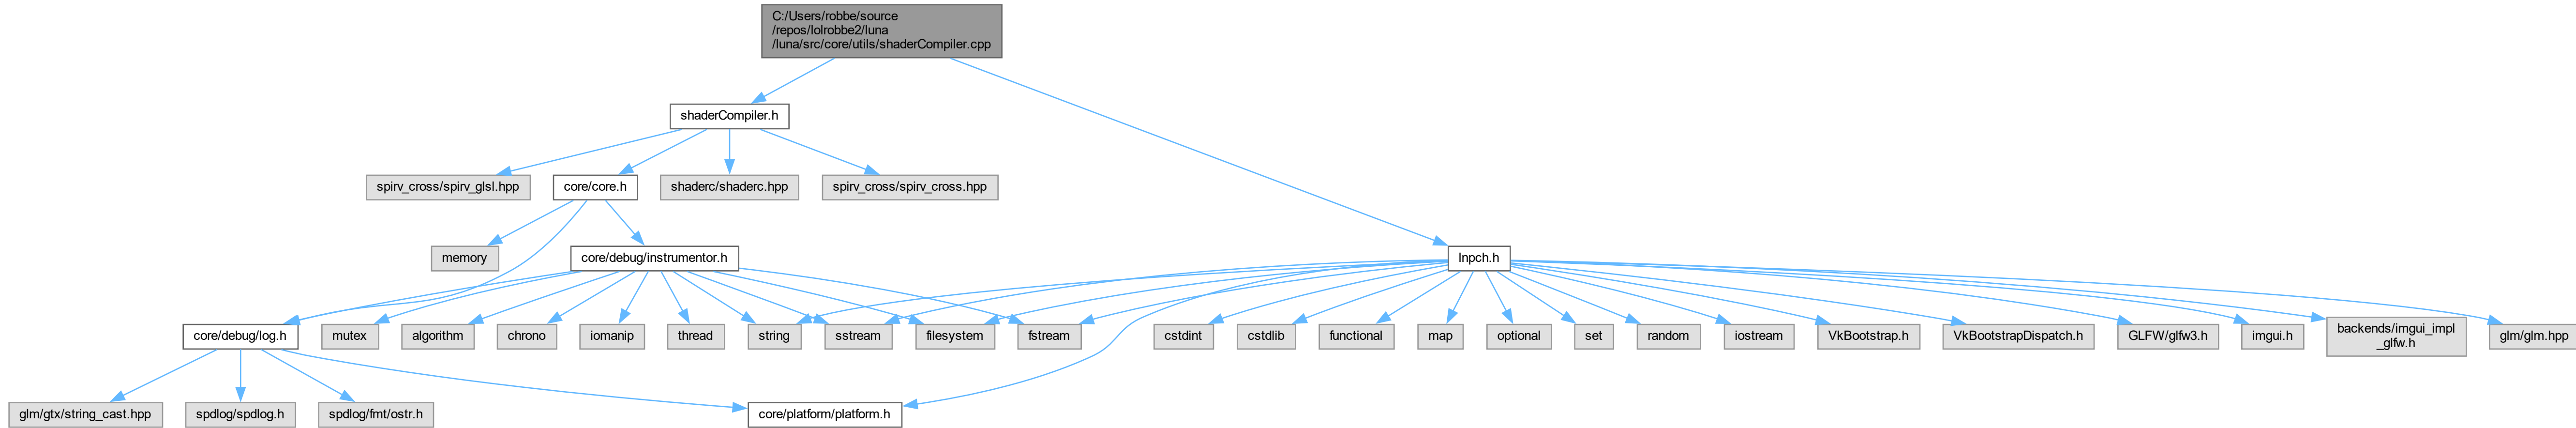 C:/Users/robbe/source
/repos/lolrobbe2/luna
/luna/src/core/utils/shaderCompiler.cpp
shaderCompiler.h
spirv_cross/spirv_glsl.hpp
core/core.h
shaderc/shaderc.hpp
spirv_cross/spirv_cross.hpp
memory
core/debug/instrumentor.h
lnpch.h
core/debug/log.h
mutex
algorithm
chrono
iomanip
thread
string
sstream
filesystem
fstream
cstdint
cstdlib
functional
map
optional
set
random
iostream
VkBootstrap.h
VkBootstrapDispatch.h
GLFW/glfw3.h
imgui.h
backends/imgui_impl
_glfw.h
glm/glm.hpp
glm/gtx/string_cast.hpp
spdlog/spdlog.h
spdlog/fmt/ostr.h
core/platform/platform.h